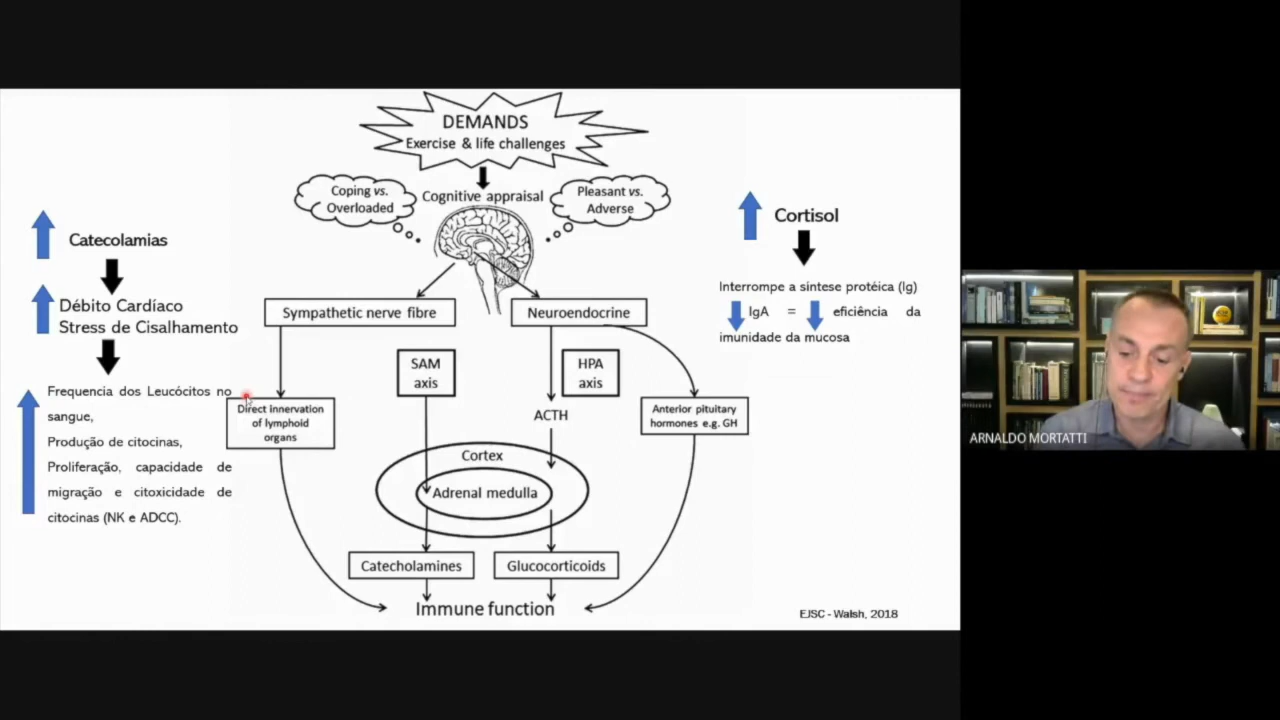 DEMANDS
Exercise & life challenges
Coping vs.
Overloaded
Cognitive appraisal
Pleasant vs.
Adverse
Catecolamias
Débito Cardíaco
Stress de Cisalhamento
Frequencia dos Leucócitos no
sangue,
Produção de citocinas,
Proliferação, capacidade de
migração e citoxicidade de
citocinas (NK e ADCC).
Sympathetic nerve fibre
Neuroendocrine
SAM
axis
HPA
axis
Direct innervation
of lymphoid
organs
ACTH
Anterior pituitary
hormones e.g. GH
Cortex
Adrenal medulla
Catecholamines
Glucocorticoids
Immune function
Cortisol
Interrompe a síntese protéica (Ig)
IgA = eficiência da
imunidade da mucosa
EJSC - Walsh, 2018
ARNALDO MORTATTI